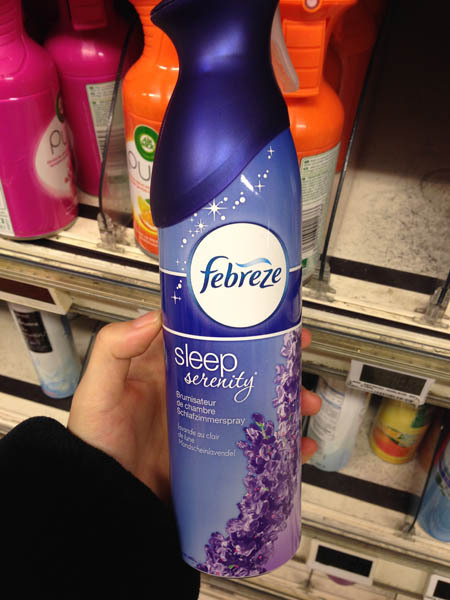 febreze
sleep
serenity
Brumisateur
de chambre
Schlafzimmerspray
lavande au clair
de lune
mondscheinlavendel